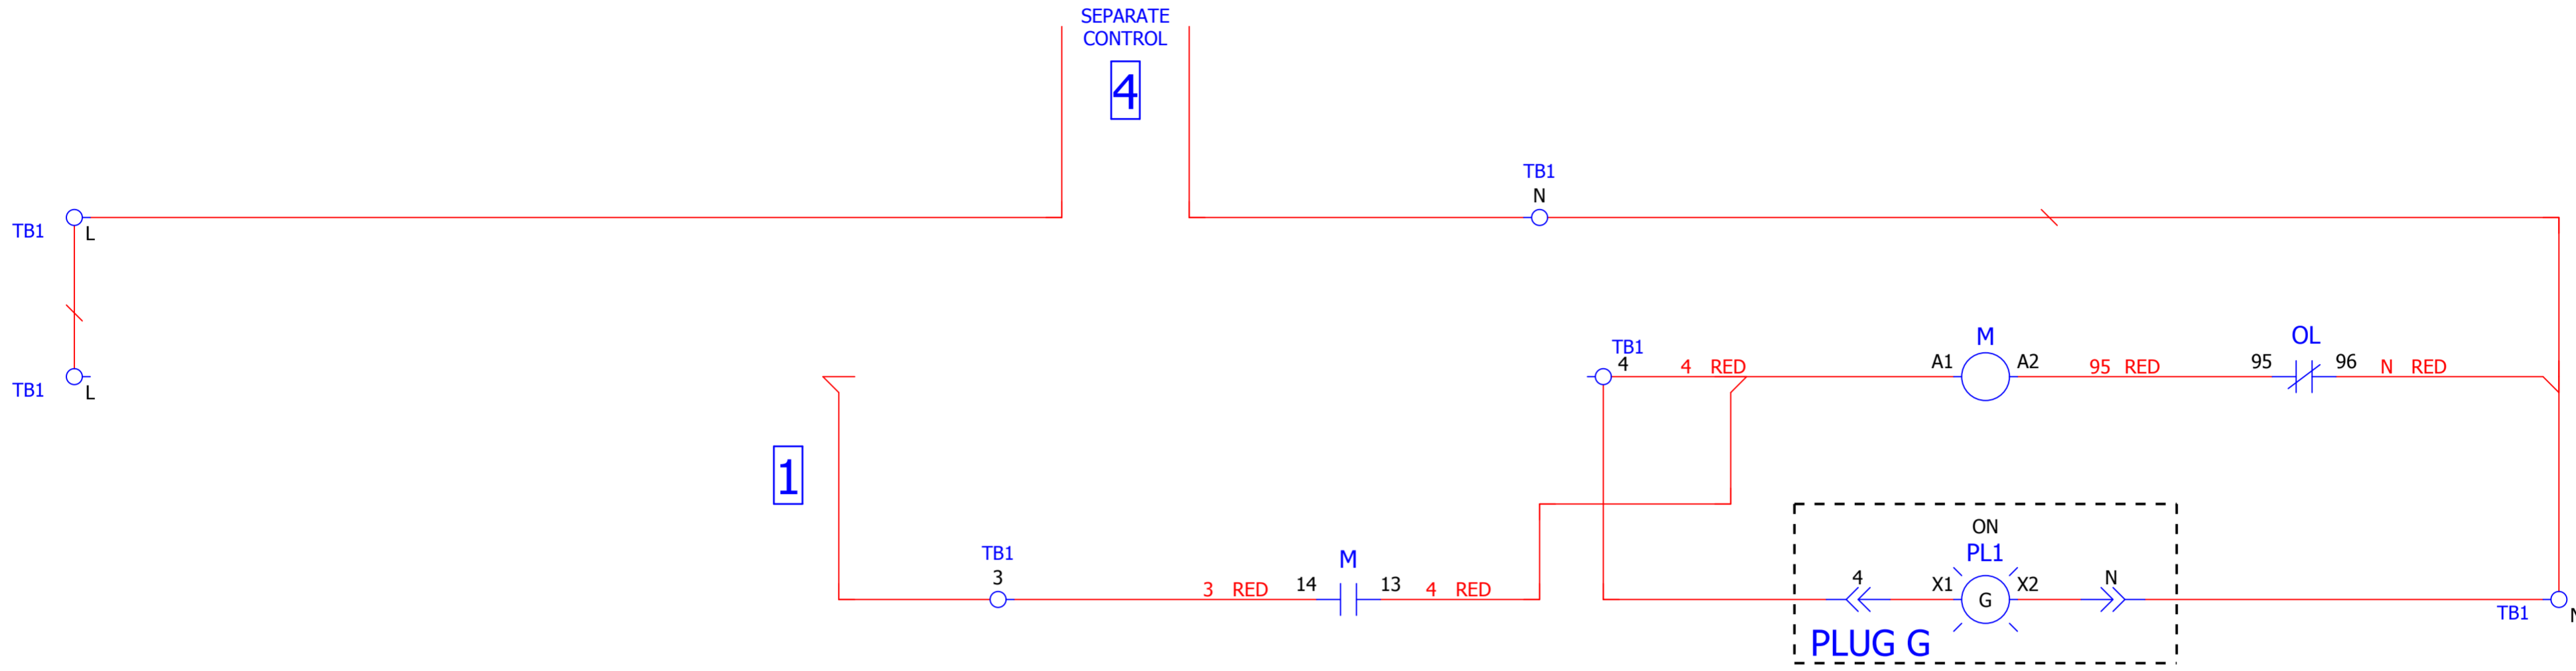 SEPARATE
CONTROL
4
TB1
N
TB1
L
TB1
L
TB1
4
4 RED
A1
M
A2
95 RED
95
OL
96
N RED
1
TB1
3
3 RED
14
M
13
4 RED
ON
PL1
4
X1
G
X2
N
PLUG G
TB1